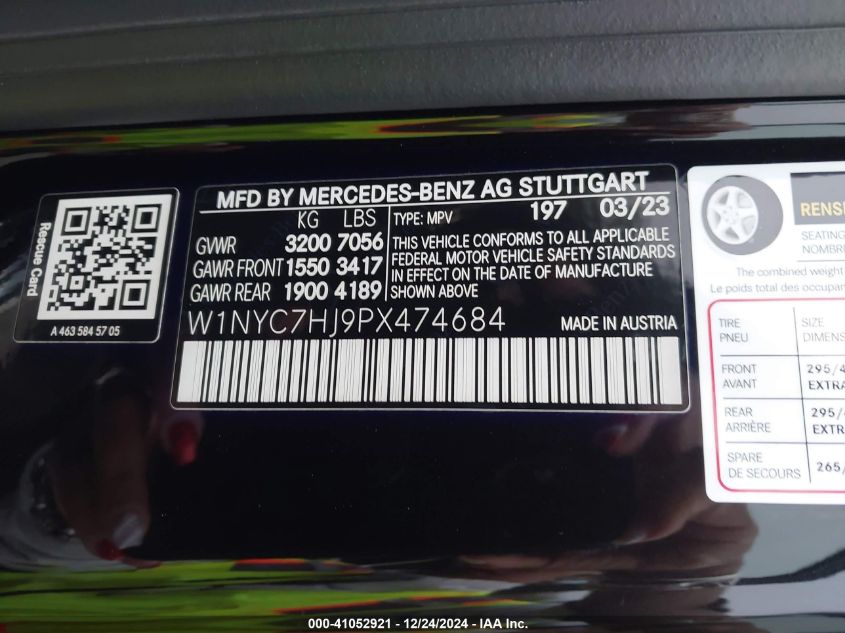 MFD BY MERCEDES-BENZ AG STUTTGART
KG LBS
TYPE: MPV 197 03/23
GVWR 3200 7056
GAWR FRONT 1550 3417
GAWR REAR 1900 4189
THIS VEHICLE CONFORMS TO ALL APPLICABLE
FEDERAL MOTOR VEHICLE SAFETY STANDARDS
IN EFFECT ON THE DATE OF MANUFACTURE
SHOWN ABOVE
W1NYC7HJ9PX474684
MADE IN AUSTRIA
Rescue Card
A 463 584 57 05
SEATING
The combined weight
Le poids total des occupan
TIRE
PNEU
SIZE
FRONT
AVANT
REAR
ARRIÈRE
SPARE
DE SECOURS
295/4
EXTRA
295/
EXTR
265/
000-41052921 - 12/24/2024 - IAA Inc.